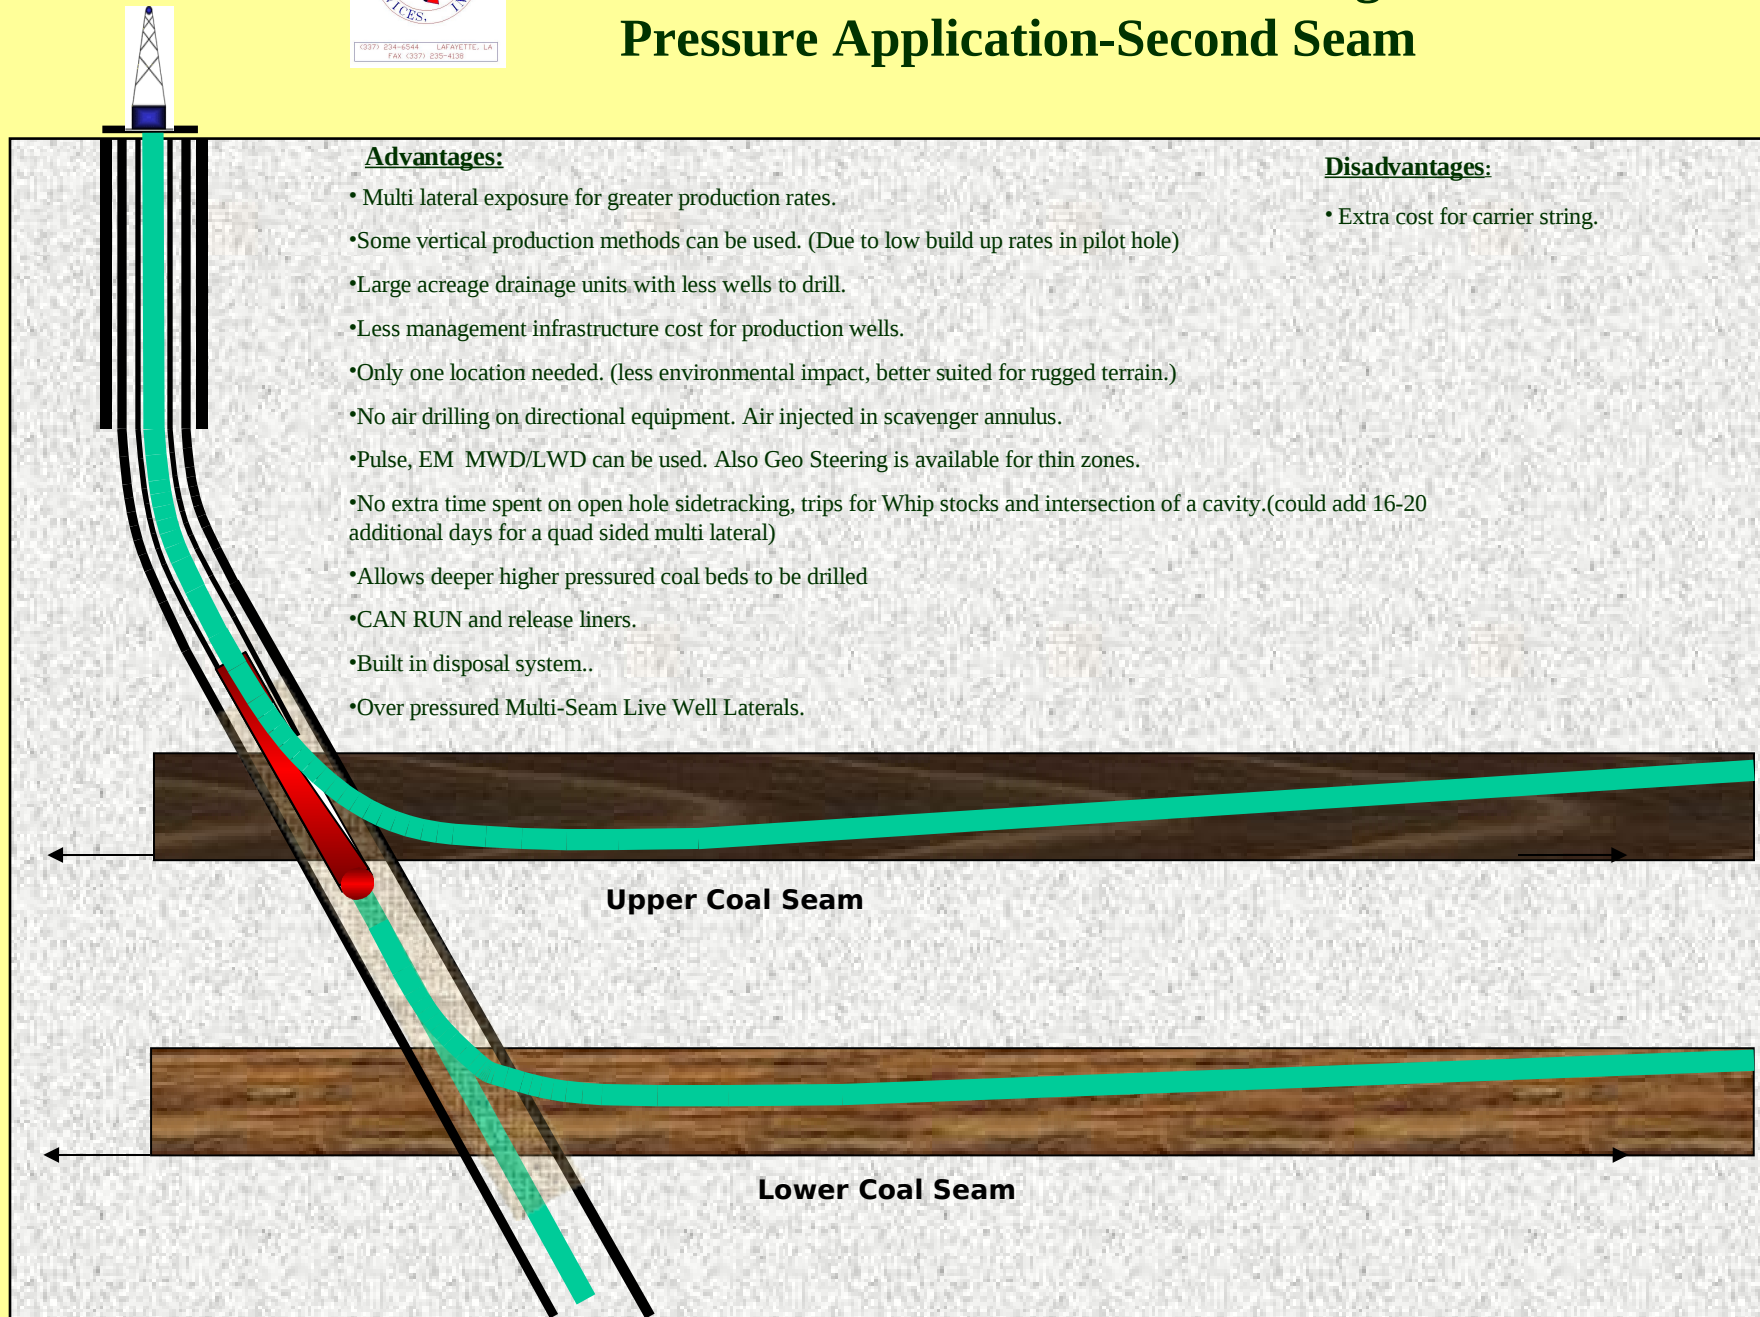 VICES, IN
(337) 234-6544 LAFAYETTE, LA
FAX (337) 235-4138
Pressure Application-Second Seam
Advantages:
• Multi lateral exposure for greater production rates.
•Some vertical production methods can be used. (Due to low build up rates in pilot hole)
•Large acreage drainage units with less wells to drill.
•Less management infrastructure cost for production wells.
•Only one location needed. (less environmental impact, better suited for rugged terrain.)
•No air drilling on directional equipment. Air injected in scavenger annulus.
•Pulse, EM  MWD/LWD can be used. Also Geo Steering is available for thin zones.
•No extra time spent on open hole sidetracking, trips for Whip stocks and intersection of a cavity.(could add 16-20
additional days for a quad sided multi lateral)
•Allows deeper higher pressured coal beds to be drilled
•CAN RUN and release liners.
•Built in disposal system..
•Over pressured Multi-Seam Live Well Laterals.
Disadvantages:
• Extra cost for carrier string.
Upper Coal Seam
Lower Coal Seam